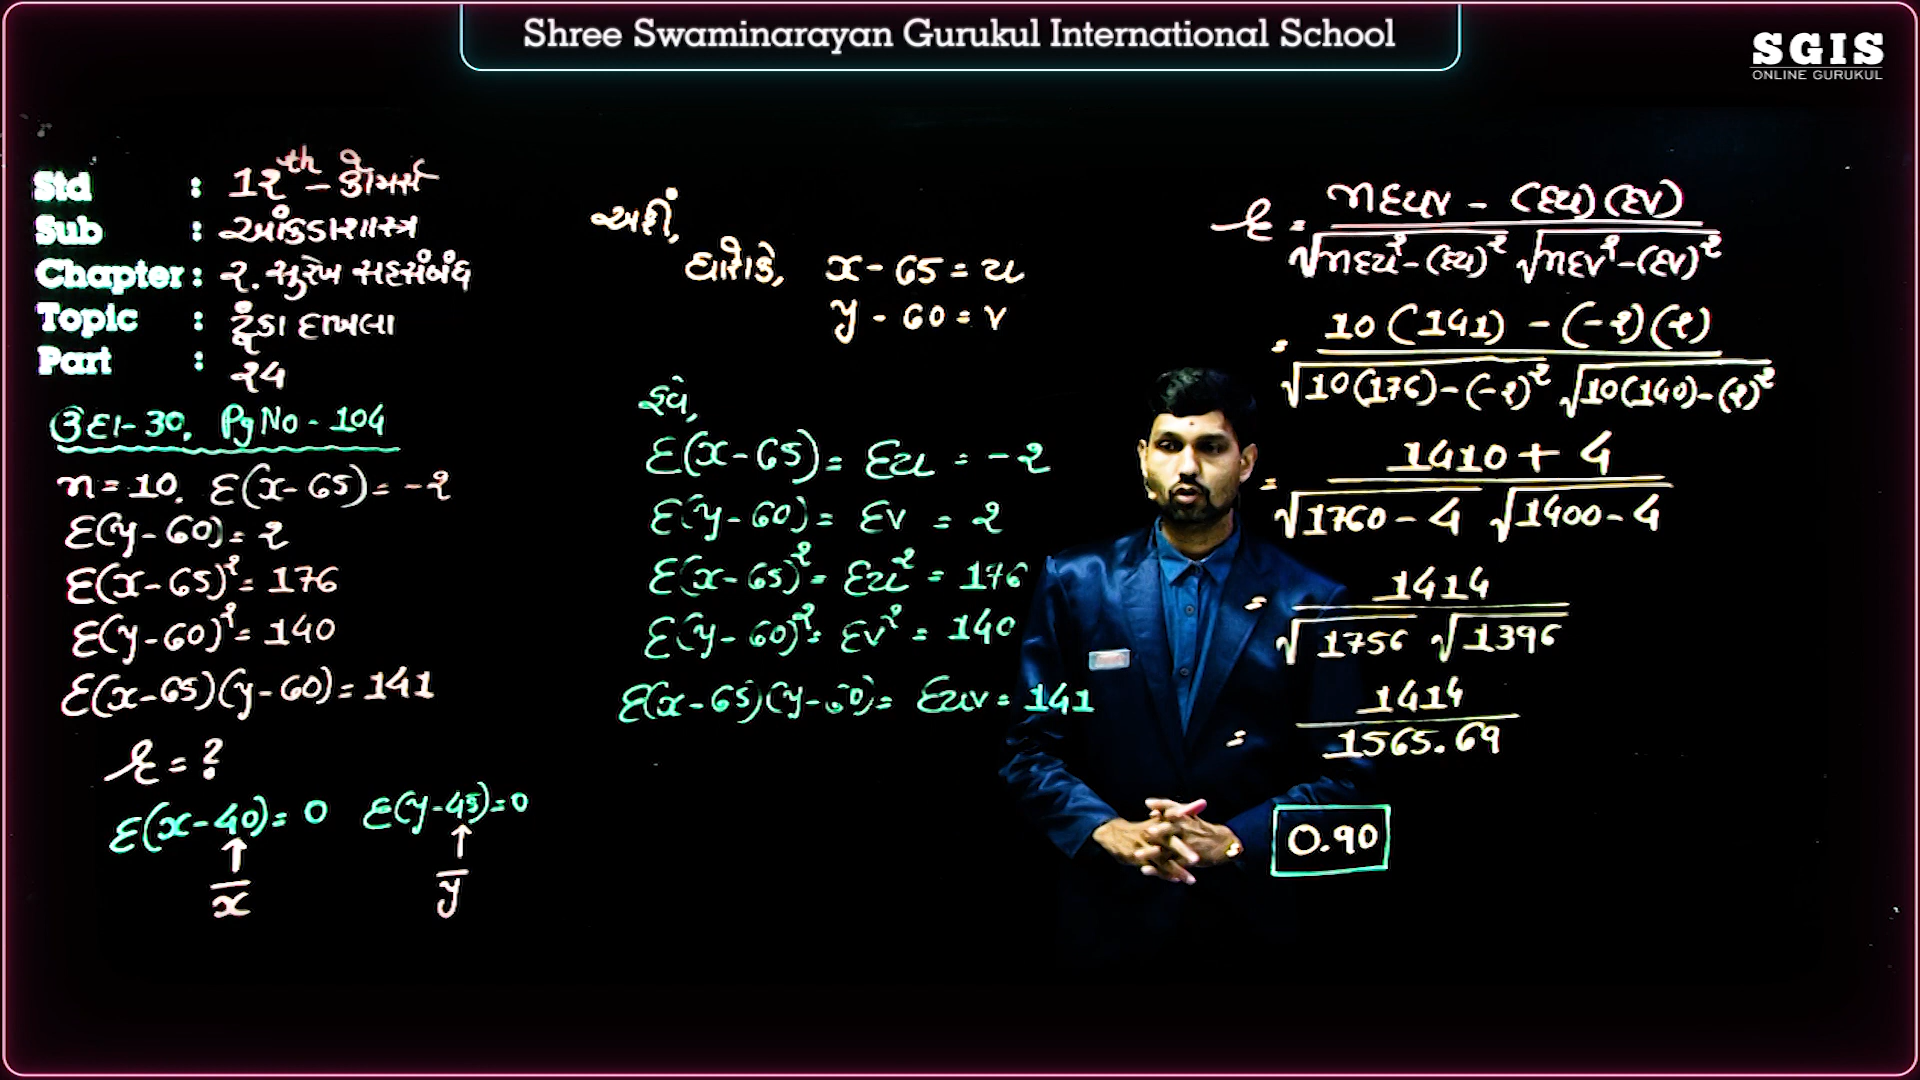 Shree Swaminarayan Gurukul International School
SGIS
ONLINE GURUKUL
Std : 1૨th - કોમર્સ
Sub : આંકડાશાસ્ત્ર
Chapter : ૨. સુરેખ સહસંબંધ
Topic : ટૂંકા દાખલા
Part : ૨4
ઉદા-30, Pg No - 104
n = 10, Σ(x-65) = -૨
Σ(y-60) = ૨
Σ(x-65)² = 176
Σ(y-60)² = 140
Σ(x-65)(y-60) = 141
r = ?
Σ(x-40) = 0 Σ(y-45) = 0
↑ ↑
x̄ ȳ
અહીં,
ધારોકે, x - 65 = u
y - 60 = v
હવે,
Σ(x-65) = Σu = -૨
Σ(y-60) = Σv = ૨
Σ(x-65)² = Σu² = 176
Σ(y-60)² = Σv² = 140
Σ(x-65)(y-60) = Σuv = 141
r = nΣuv - (Σu)(Σv)
√nΣu²-(Σu)² √nΣv²-(Σv)²
= 10(141) - (-૨)(૨)
√10(176)-(-૨)² √10(140)-(૨)²
= 1410 + 4
√1760 - 4 √1400 - 4
= 1414
√1756 √1396
= 1414
1565.69
0.90